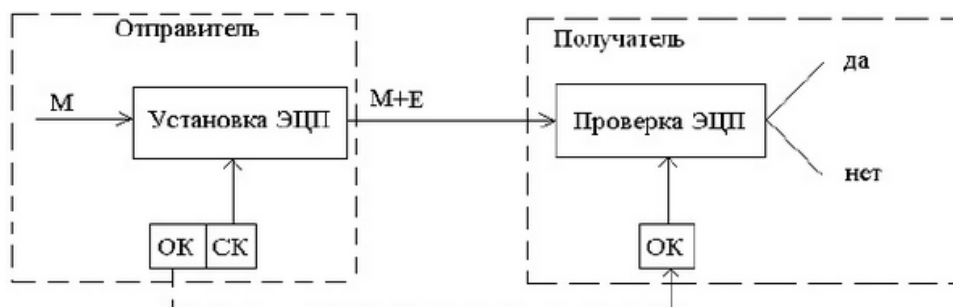 Отправитель
Получатель
да
М
Установка ЭЦП
М+Е
Проверка ЭЦП
нет
ОК
СК
ОК